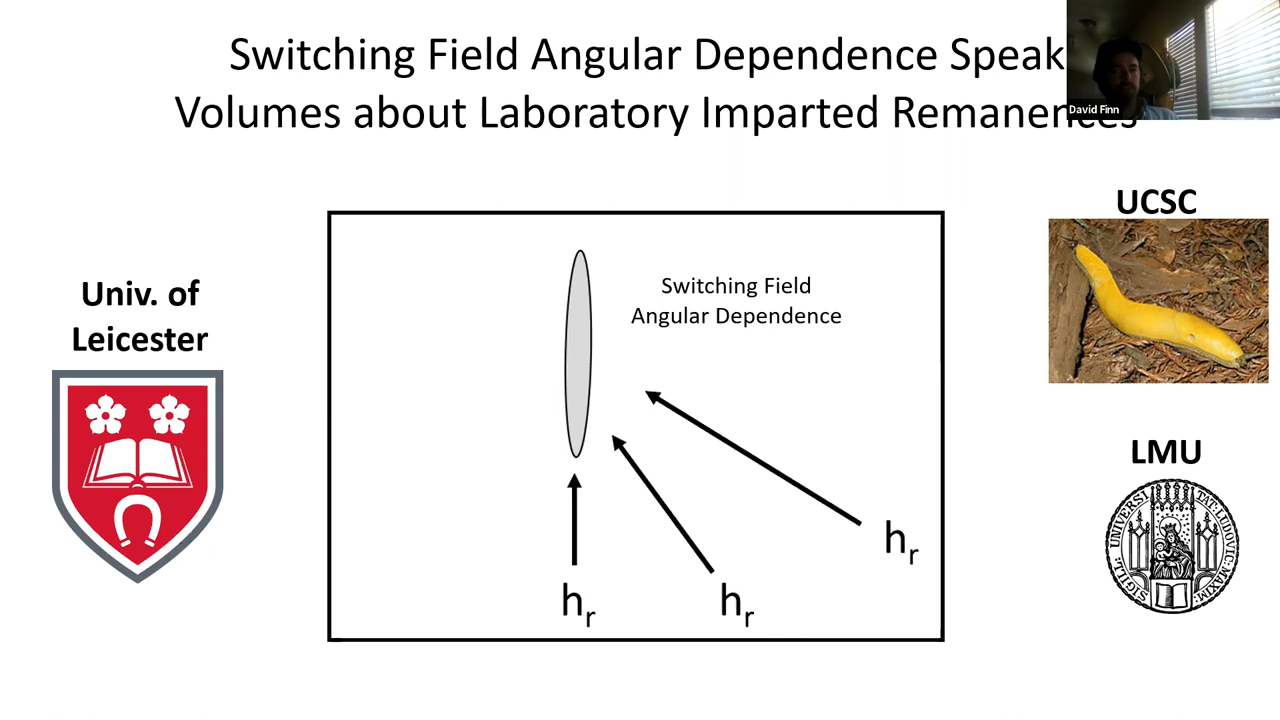 Switching Field Angular Dependence Speak
Volumes about Laboratory Imparted Remanences
David Finn
UCSC
Univ. of
Leicester
Switching Field
Angular Dependence
LMU
hr
hr
hr